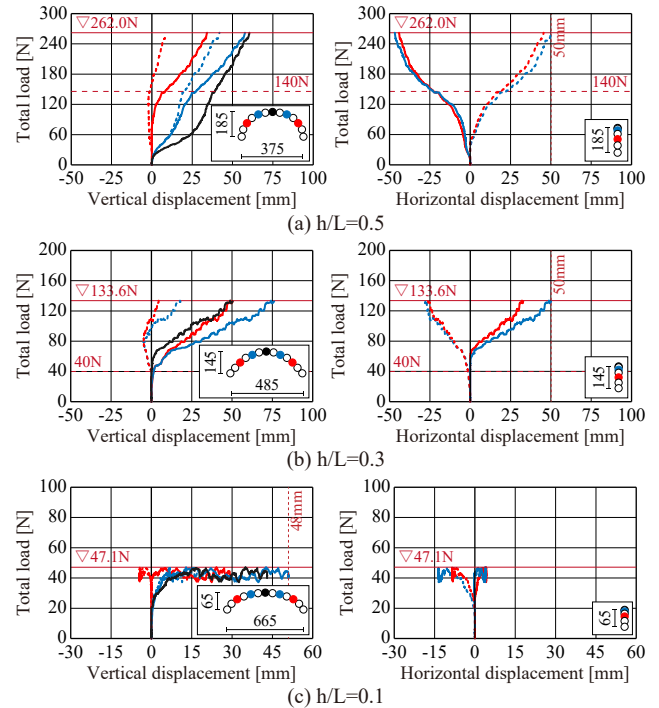 Total load [N]
300
240
180
120
60
0
▽262.0N
140N
185
375
-50 -25 0 25 50 75 100
Vertical displacement [mm]
Total load [N]
300
240
180
120
60
0
▽262.0N
50mm
140N
185
-50 -25 0 25 50 75 100
Horizontal displacement [mm]
(a) h/L=0.5
Total load [N]
200
160
120
80
40
0
▽133.6N
40N
145
485
-50 -25 0 25 50 75 100
Vertical displacement [mm]
Total load [N]
200
160
120
80
40
0
▽133.6N
50mm
40N
145
-50 -25 0 25 50 75 100
Horizontal displacement [mm]
(b) h/L=0.3
Total load [N]
100
80
60
40
20
0
▽47.1N
48mm
65
665
-30 -15 0 15 30 45 60
Vertical displacement [mm]
Total load [N]
100
80
60
40
20
0
▽47.1N
65
-30 -15 0 15 30 45 60
Horizontal displacement [mm]
(c) h/L=0.1